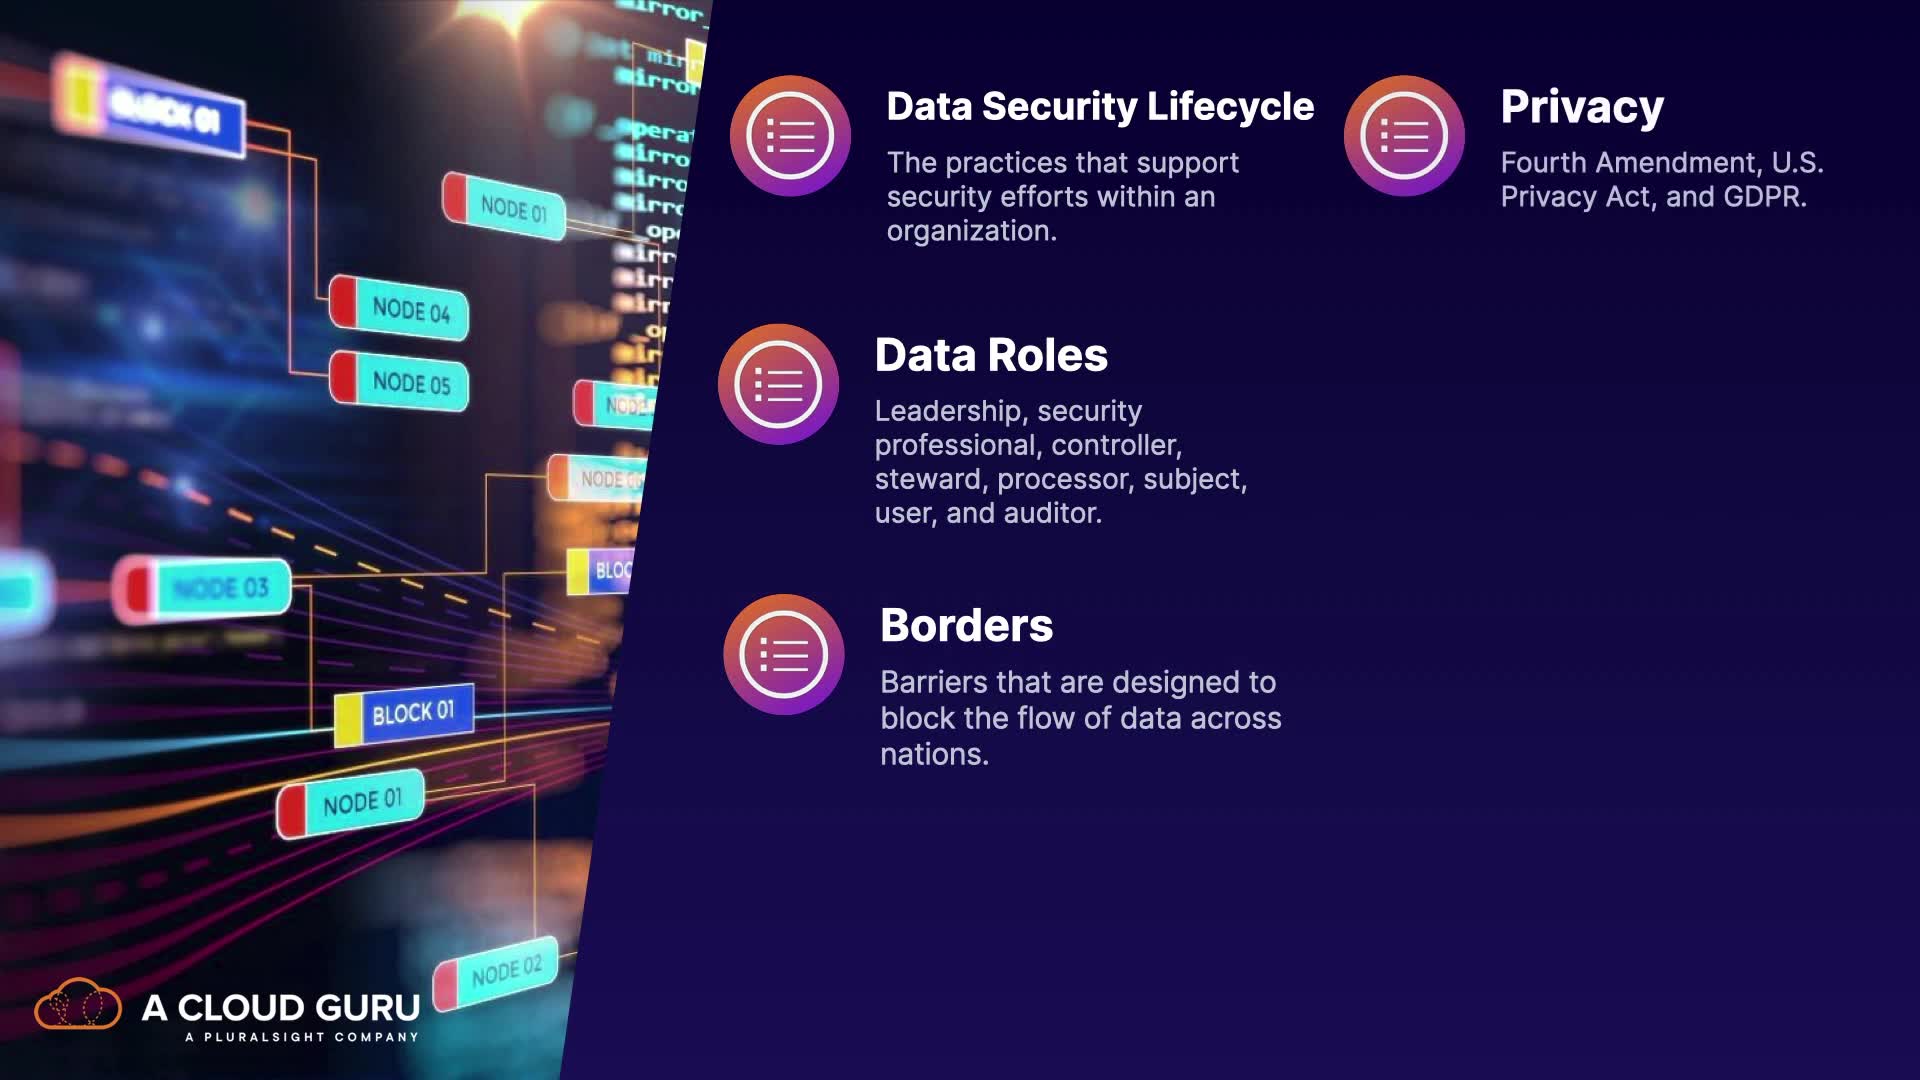 Data Security Lifecycle
The practices that support
security efforts within an
organization.
Privacy
Fourth Amendment, U.S.
Privacy Act, and GDPR.
Data Roles
Leadership, security
professional, controller,
steward, processor, subject,
user, and auditor.
Borders
Barriers that are designed to
block the flow of data across
nations.
BLOCK 01
NODE 01
NODE 04
NODE 05
NODE 03
BLOCK 01
NODE 01
NODE 02
A CLOUD GURU
A PLURALSIGHT COMPANY